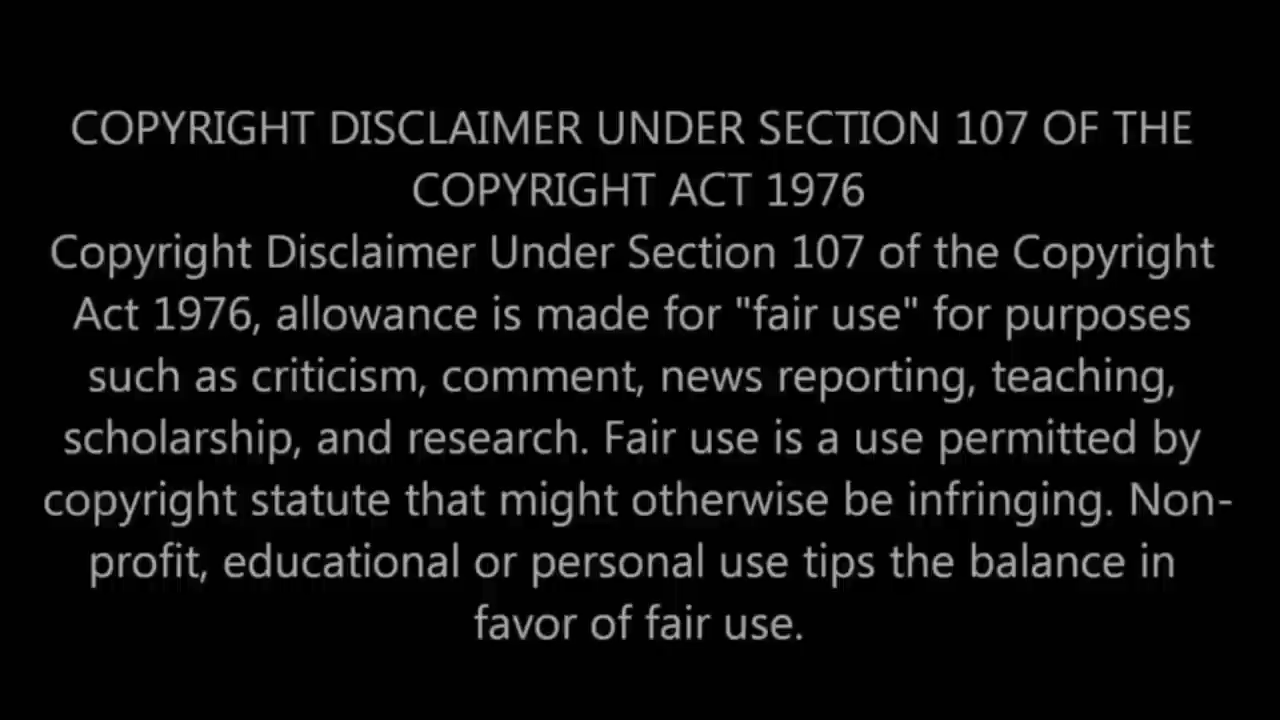 COPYRIGHT DISCLAIMER UNDER SECTION 107 OF THE
COPYRIGHT ACT 1976
Copyright Disclaimer Under Section 107 of the Copyright
Act 1976, allowance is made for "fair use" for purposes
such as criticism, comment, news reporting, teaching,
scholarship, and research. Fair use is a use permitted by
copyright statute that might otherwise be infringing. Non-
profit, educational or personal use tips the balance in
favor of fair use.